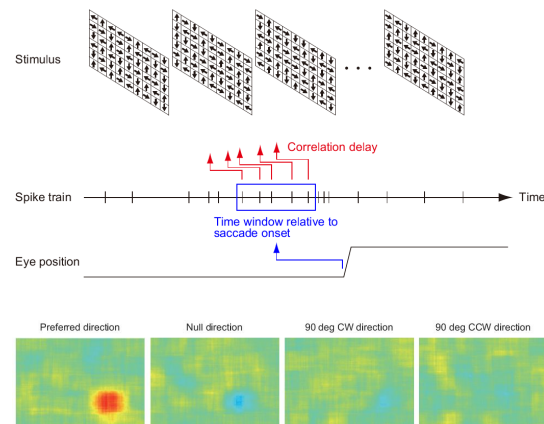 Stimulus
Correlation delay
Spike train
Time
Time window relative to
saccade onset
Eye position
Preferred direction
Null direction
90 deg CW direction
90 deg CCW direction